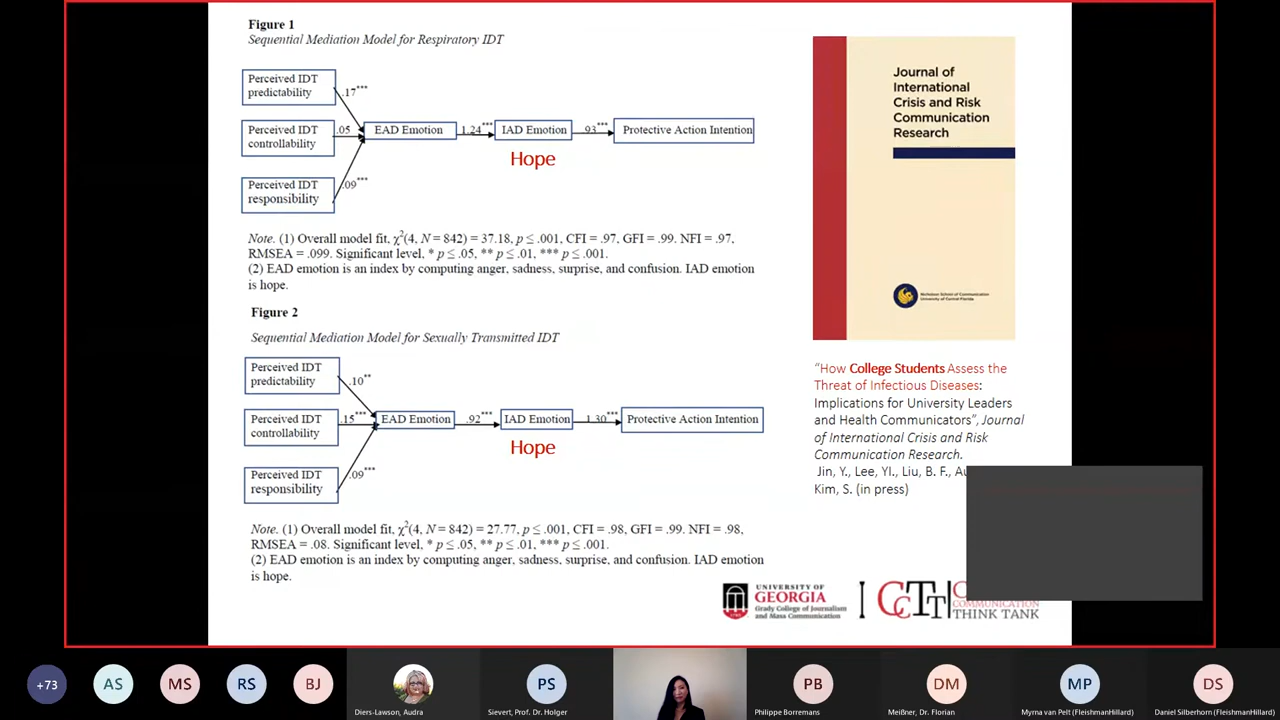 Figure 1
Sequential Mediation Model for Respiratory IDT
Perceived IDT
predictability
.17***
Perceived IDT
controllability
.05
EAD Emotion
1.24***
IAD Emotion
.93***
Protective Action Intention
Hope
Perceived IDT
responsibility
.09***
Note. (1) Overall model fit, χ²(4, N = 842) = 37.18, p ≤ .001, CFI = .97, GFI = .99. NFI = .97,
RMSEA = .099. Significant level, * p ≤ .05, ** p ≤ .01, *** p ≤ .001.
(2) EAD emotion is an index by computing anger, sadness, surprise, and confusion. IAD emotion
is hope.
Figure 2
Sequential Mediation Model for Sexually Transmitted IDT
Perceived IDT
predictability
.10**
Perceived IDT
controllability
.15***
EAD Emotion
.92***
IAD Emotion
1.30***
Protective Action Intention
Hope
Perceived IDT
responsibility
.09***
Note. (1) Overall model fit, χ²(4, N = 842) = 27.77, p ≤ .001, CFI = .98, GFI = .99. NFI = .98,
RMSEA = .08. Significant level, * p ≤ .05, ** p ≤ .01, *** p ≤ .001.
(2) EAD emotion is an index by computing anger, sadness, surprise, and confusion. IAD emotion
is hope.
Journal of
International
Crisis and Risk
Communication
Research
Nicholson School of Communication
University of Central Florida
"How College Students Assess the
Threat of Infectious Diseases:
Implications for University Leaders
and Health Communicators", Journal
of International Crisis and Risk
Communication Research.
Jin, Y., Lee, YI., Liu, B. F.,
Kim, S. (in press)
UNIVERSITY OF
GEORGIA
Grady College of Journalism
and Mass Communication
CCTT
COMMUNICATION
THINK TANK
+73
AS
MS
RS
BJ
Diers-Lawson, Audra
PS
Sievert, Prof. Dr. Holger
PB
Philippe Borremans
DM
Meißner, Dr. Florian
MP
Myrna van Pelt (FleishmanHillard)
DS
Daniel Silberhorn (FleishmanHillard)